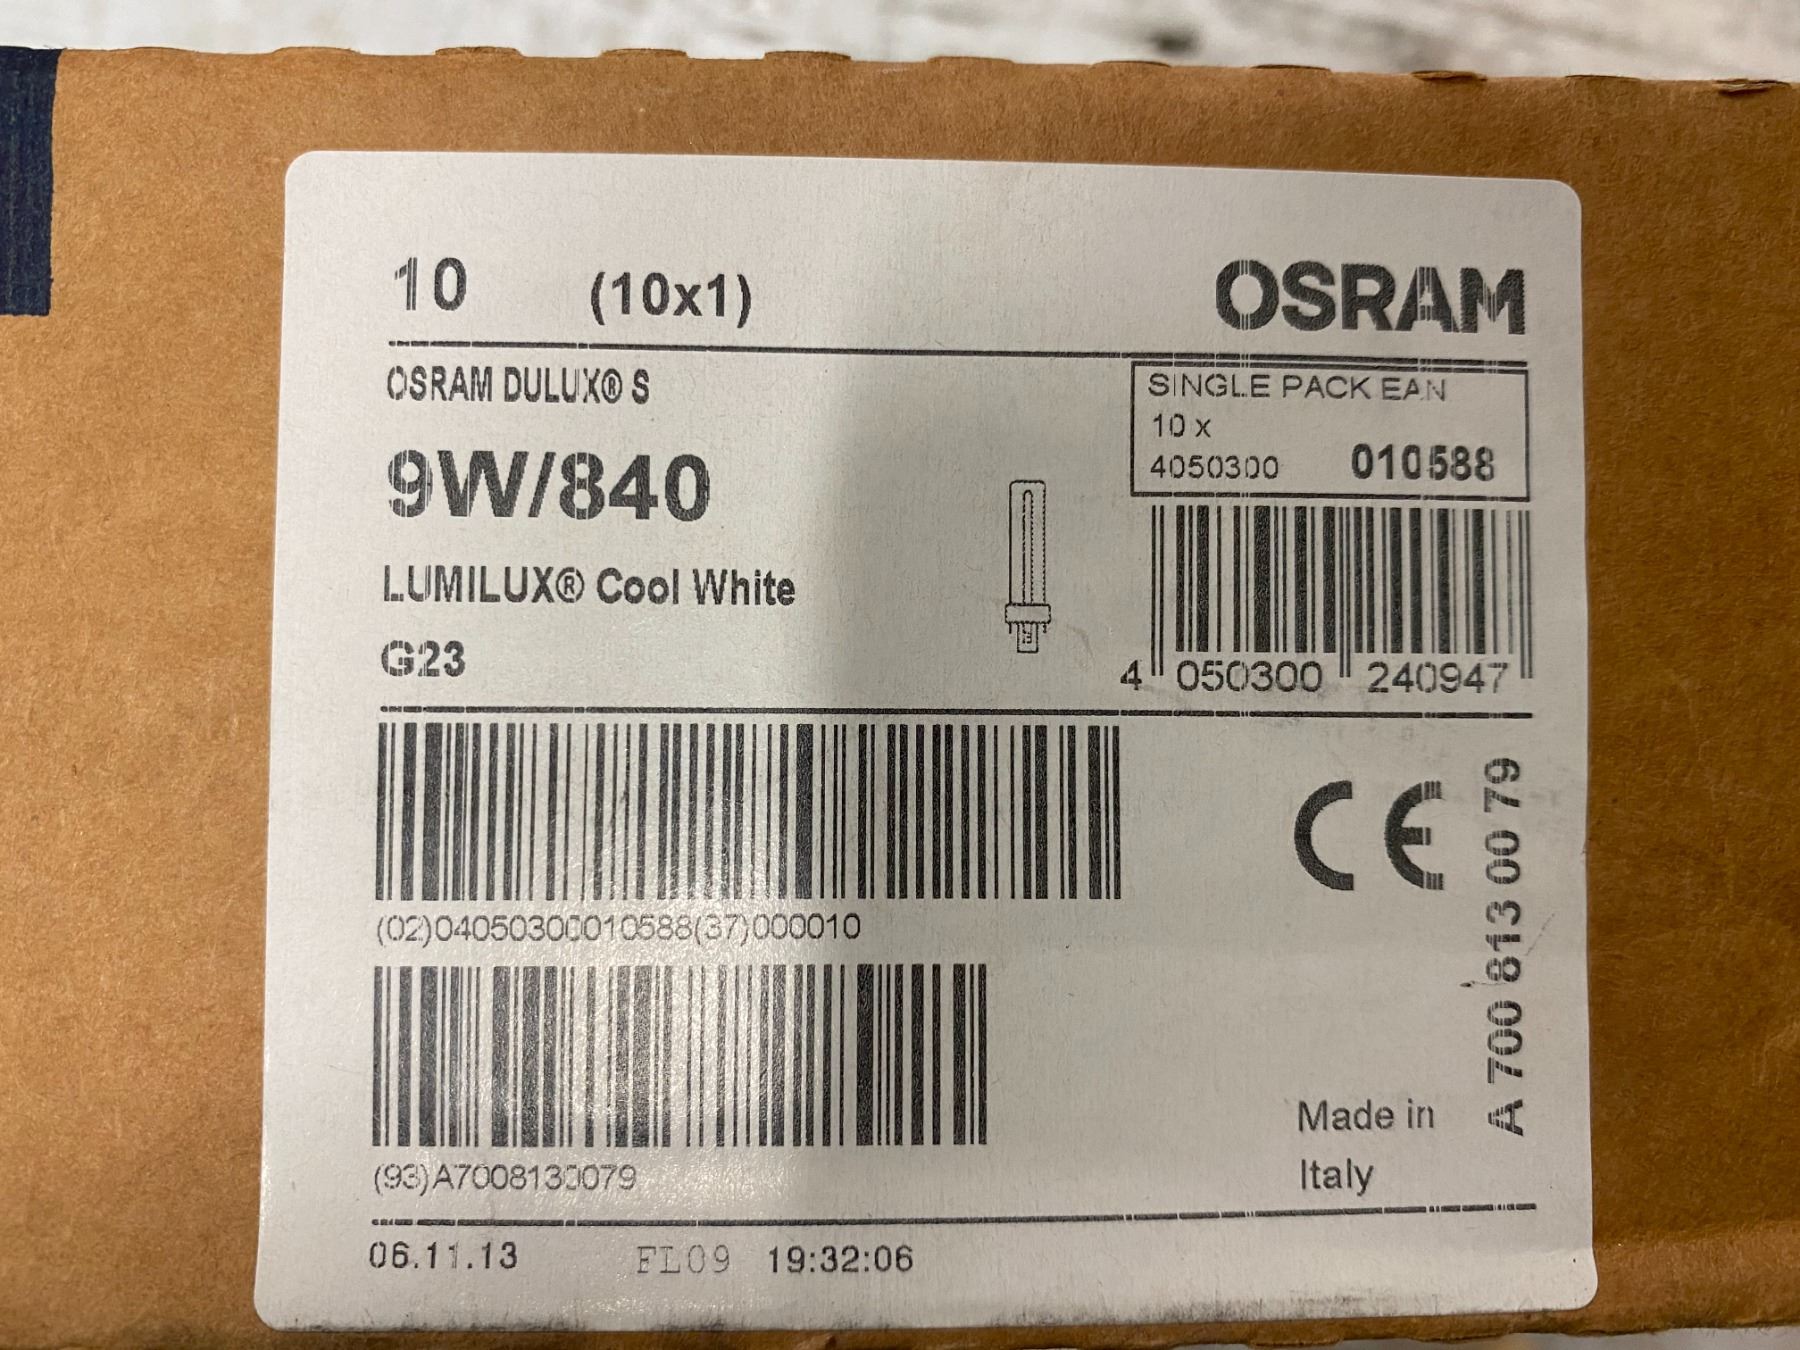 10 (10x1)
OSRAM
OSRAM DULUX® S
9W/840
LUMILUX® Cool White
G23
SINGLE PACK EAN
10 x
4050300 010588
4 050300 240947
(02)04050300010588(37)000010
(93)A7008130079
A 700 813 00 79
CE
Made in
Italy
06.11.13 FL09 19:32:06